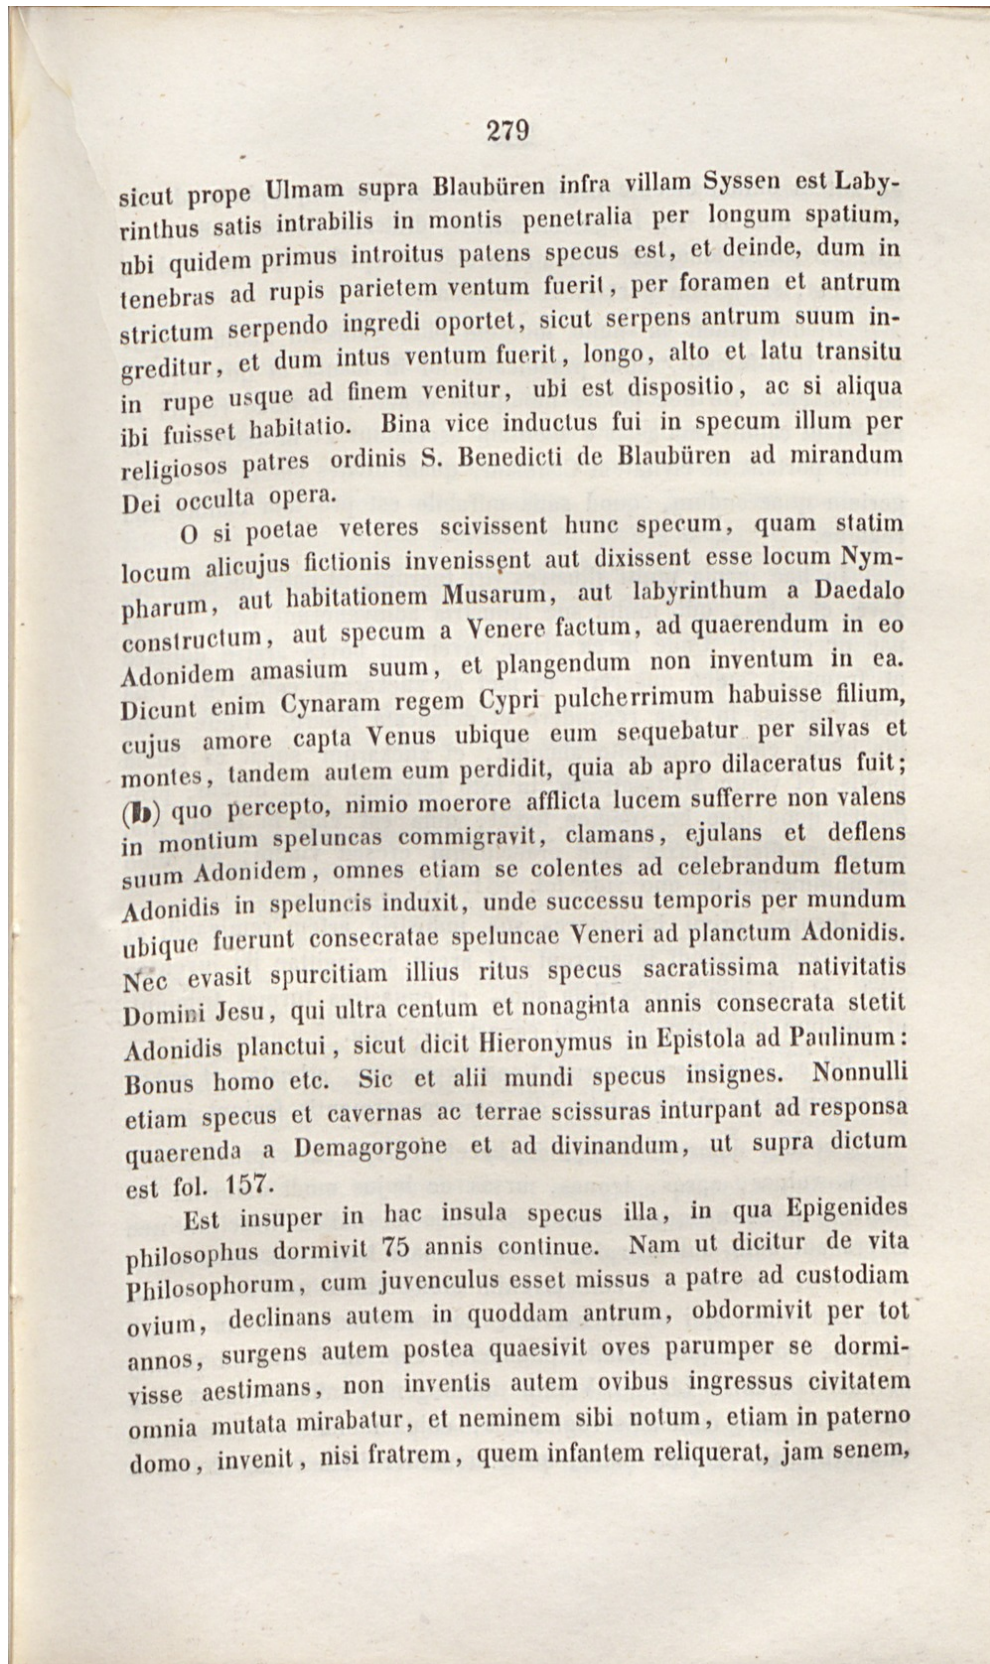 279
sicut prope Ulmam supra Blaubüren infra villam Syssen est Laby-
rinthus satis intrabilis in montis penetralia per longum spatium,
ubi quidem primus introitus patens specus est, et deinde, dum in
tenebras ad rupis parietem ventum fuerit, per foramen et antrum
strictum serpendo ingredi oportet, sicut serpens antrum suum in-
greditur, et dum intus ventum fuerit, longo, alto et latu transitu
in rupe usque ad finem venitur, ubi est dispositio, ac si aliqua
ibi fuisset habitatio. Bina vice inductus fui in specum illum per
religiosos patres ordinis S. Benedicti de Blaubüren ad mirandum
Dei occulta opera.
O si poetae veteres scivissent hunc specum, quam statim
locum alicujus fictionis invenissent aut dixissent esse locum Nym-
pharum, aut habitationem Musarum, aut labyrinthum a Daedalo
constructum, aut specum a Venere factum, ad quaerendum in eo
Adonidem amasium suum, et plangendum non inventum in ea.
Dicunt enim Cynaram regem Cypri pulcherrimum habuisse filium,
cujus amore capta Venus ubique eum sequebatur per silvas et
montes, tandem autem eum perdidit, quia ab apro dilaceratus fuit;
(b) quo percepto, nimio moerore afflicta lucem sufferre non valens
in montium speluncas commigravit, clamans, ejulans et deflens
suum Adonidem, omnes etiam se colentes ad celebrandum fletum
Adonidis in speluncis induxit, unde successu temporis per mundum
ubique fuerunt consecratae speluncae Veneri ad planctum Adonidis.
Nec evasit spurcitiam illius ritus specus sacratissima nativitatis
Domini Jesu, qui ultra centum et nonaginta annis consecrata stetit
Adonidis planctui, sicut dicit Hieronymus in Epistola ad Paulinum:
Bonus homo etc. Sic et alii mundi specus insignes. Nonnulli
etiam specus et cavernas ac terrae scissuras inturpant ad responsa
quaerenda a Demagorgone et ad divinandum, ut supra dictum
est fol. 157.
Est insuper in hac insula specus illa, in qua Epigenides
philosophus dormivit 75 annis continue. Nam ut dicitur de vita
Philosophorum, cum juvenculus esset missus a patre ad custodiam
ovium, declinans autem in quoddam antrum, obdormivit per tot
annos, surgens autem postea quaesivit oves parumper se dormi-
visse aestimans, non inventis autem ovibus ingressus civitatem
omnia mutata mirabatur, et neminem sibi notum, etiam in paterno
domo, invenit, nisi fratrem, quem infantem reliquerat, jam senem,